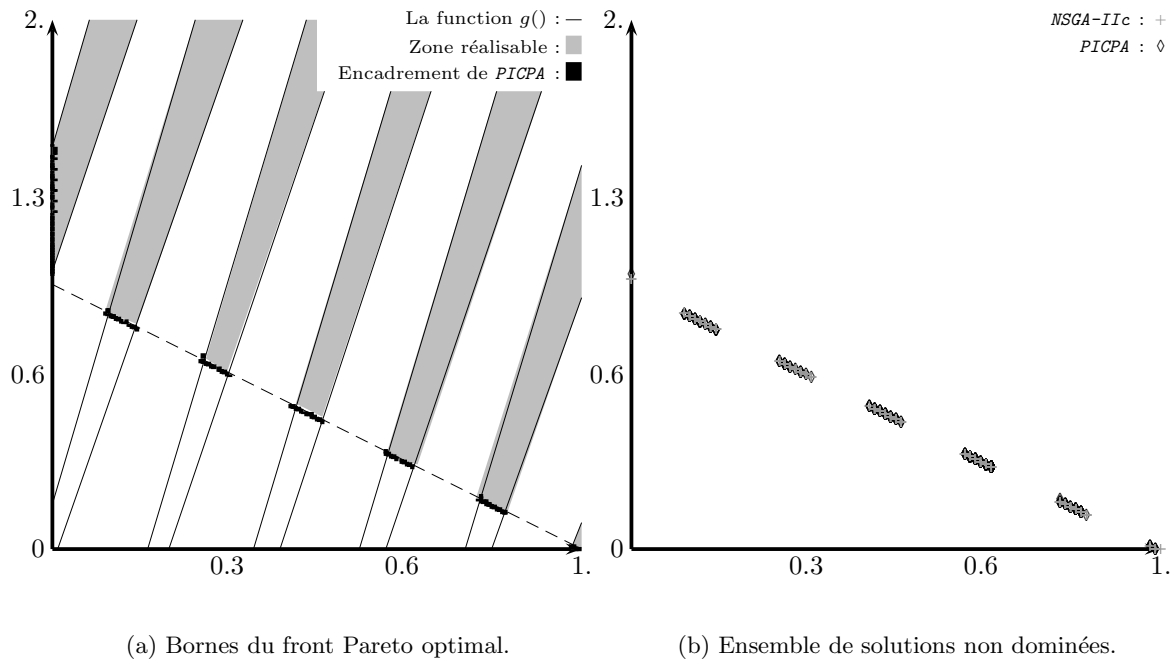 La function g() : –
Zone réalisable :
Encadrement de PICPA :
2.
1.3
0.6
0
0.3
0.6
1.
(a) Bornes du front Pareto optimal.
NSGA-IIc : +
PICPA : ◊
2.
1.3
0.6
0
0.3
0.6
1.
(b) Ensemble de solutions non dominées.